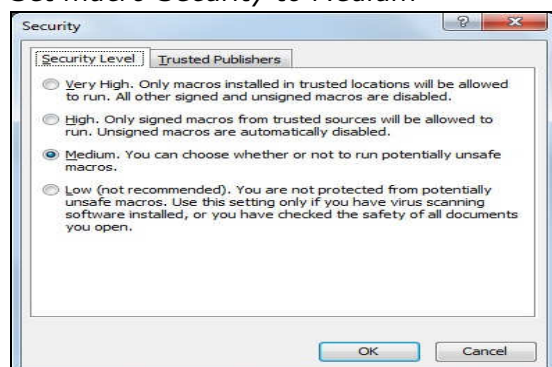 Set Macro Security to Medium
Security
Security Level
Trusted Publishers
Very High. Only macros installed in trusted locations will be allowed
to run. All other signed and unsigned macros are disabled.
High. Only signed macros from trusted sources will be allowed to
run. Unsigned macros are automatically disabled.
Medium. You can choose whether or not to run potentially unsafe
macros.
Low (not recommended). You are not protected from potentially
unsafe macros. Use this setting only if you have virus scanning
software installed, or you have checked the safety of all documents
you open.
OK
Cancel